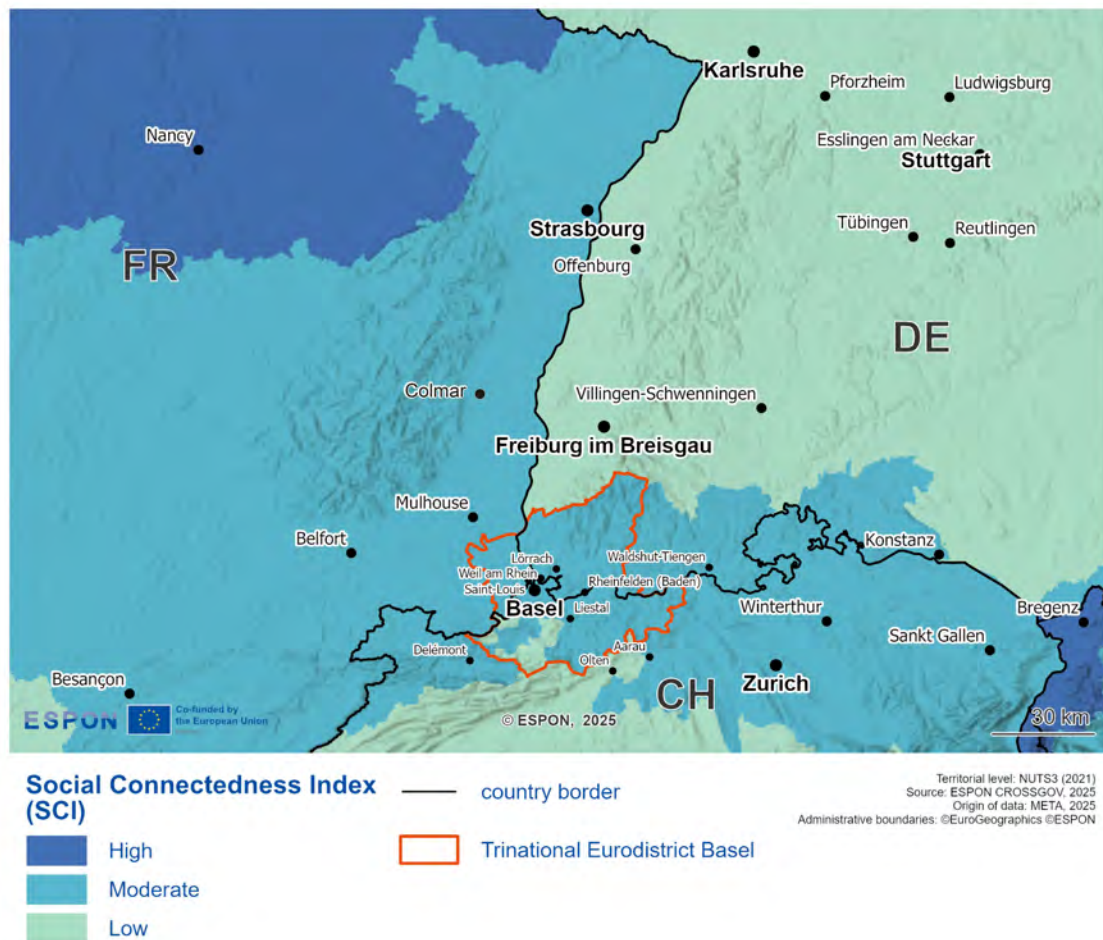 Karlsruhe
Pforzheim
Ludwigsburg
Nancy
Esslingen am Neckar
Stuttgart
Strasbourg
Offenburg
Tübingen
Reutlingen
FR
DE
Colmar
Villingen-Schwenningen
Freiburg im Breisgau
Mulhouse
Belfort
Konstanz
Lörrach
Waldshut-Tiengen
Weil am Rhein
Rheinfelden (Baden)
Saint-Louis
Basel
Liestal
Winterthur
Bregenz
Sankt Gallen
Delémont
Aarau
Olten
Zurich
Besançon
CH
ESPON
Co-funded by
the European Union
© ESPON, 2025
30 km
Social Connectedness Index
(SCI)
High
Moderate
Low
country border
Trinational Eurodistrict Basel
Territorial level: NUTS3 (2021)
Source: ESPON CROSSGOV, 2025
Origin of data: META, 2025
Administrative boundaries: ©EuroGeographics ©ESPON